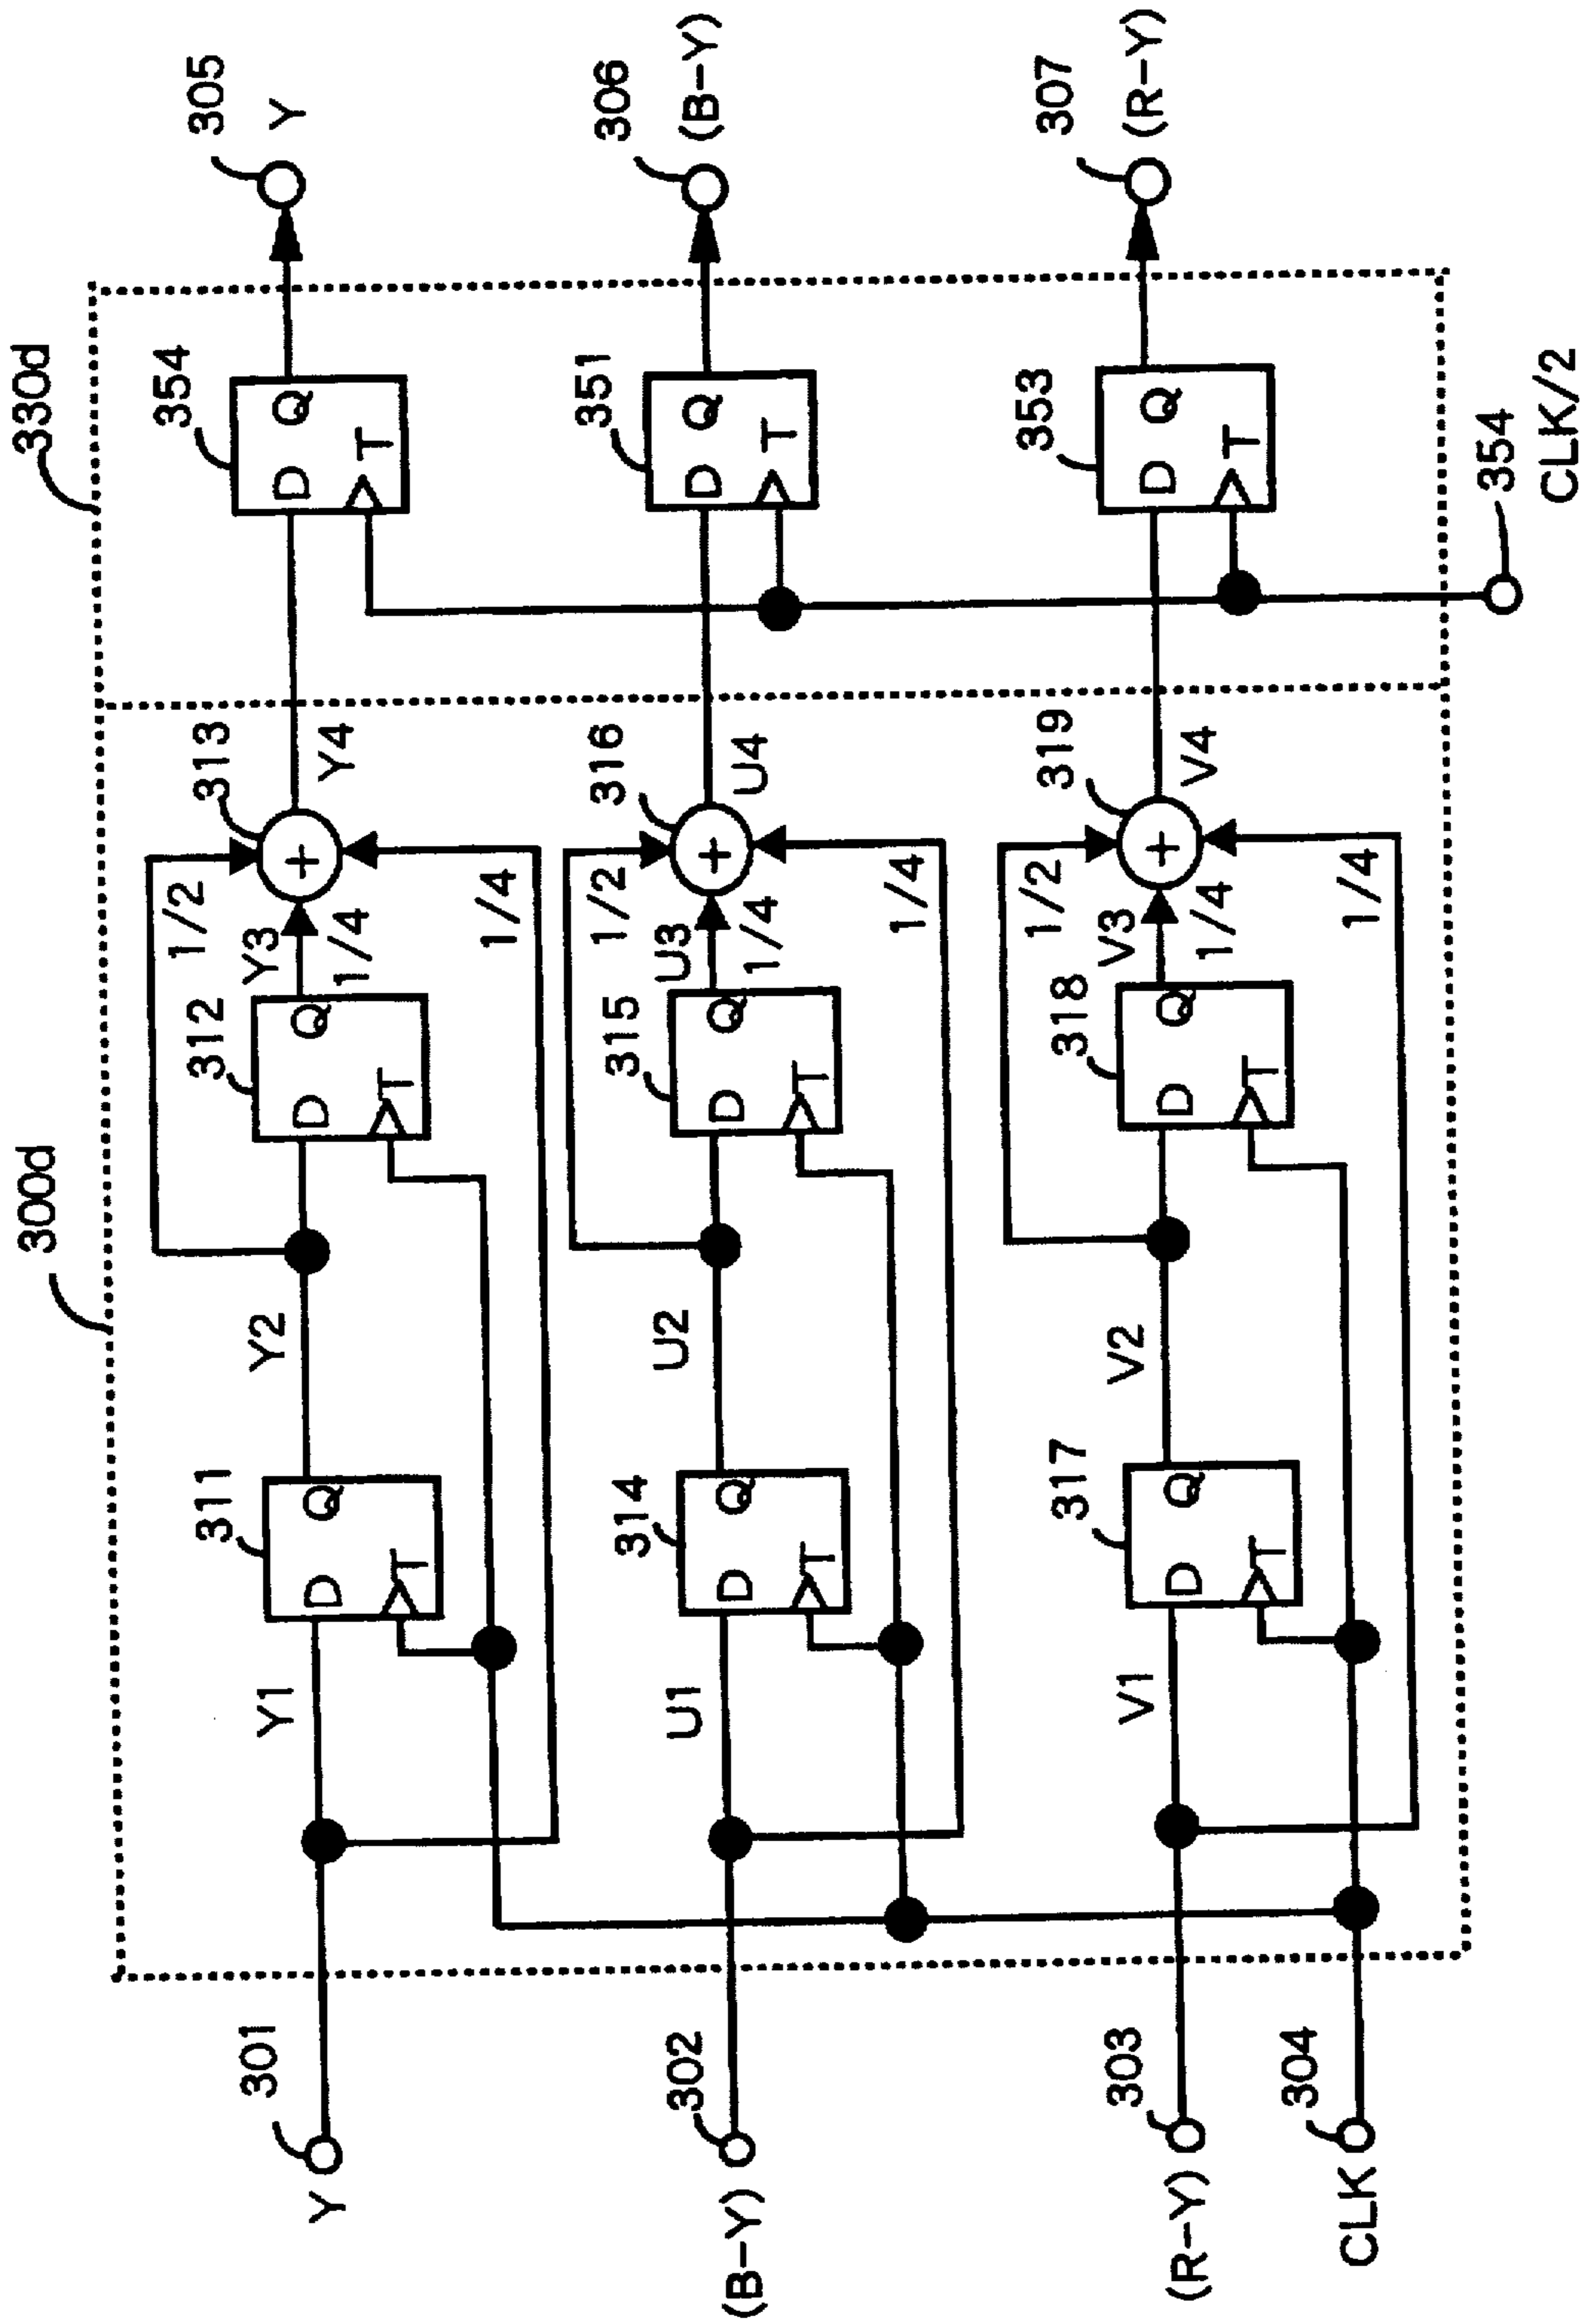 300d
330d
301
Y
Y1
311
D
Q
T
Y2
312
D
Q
T
1/2
Y3
1/4
1/4
313
Y4
354
D
Q
T
305
Y
302
(B-Y)
U1
314
D
Q
T
U2
315
D
Q
T
1/2
U3
1/4
1/4
316
U4
351
D
Q
T
306
(B-Y)
303
(R-Y)
V1
317
D
Q
T
V2
318
D
Q
T
1/2
V3
1/4
1/4
319
V4
353
D
Q
T
307
(R-Y)
304
CLK
354
CLK/2
+
+
+